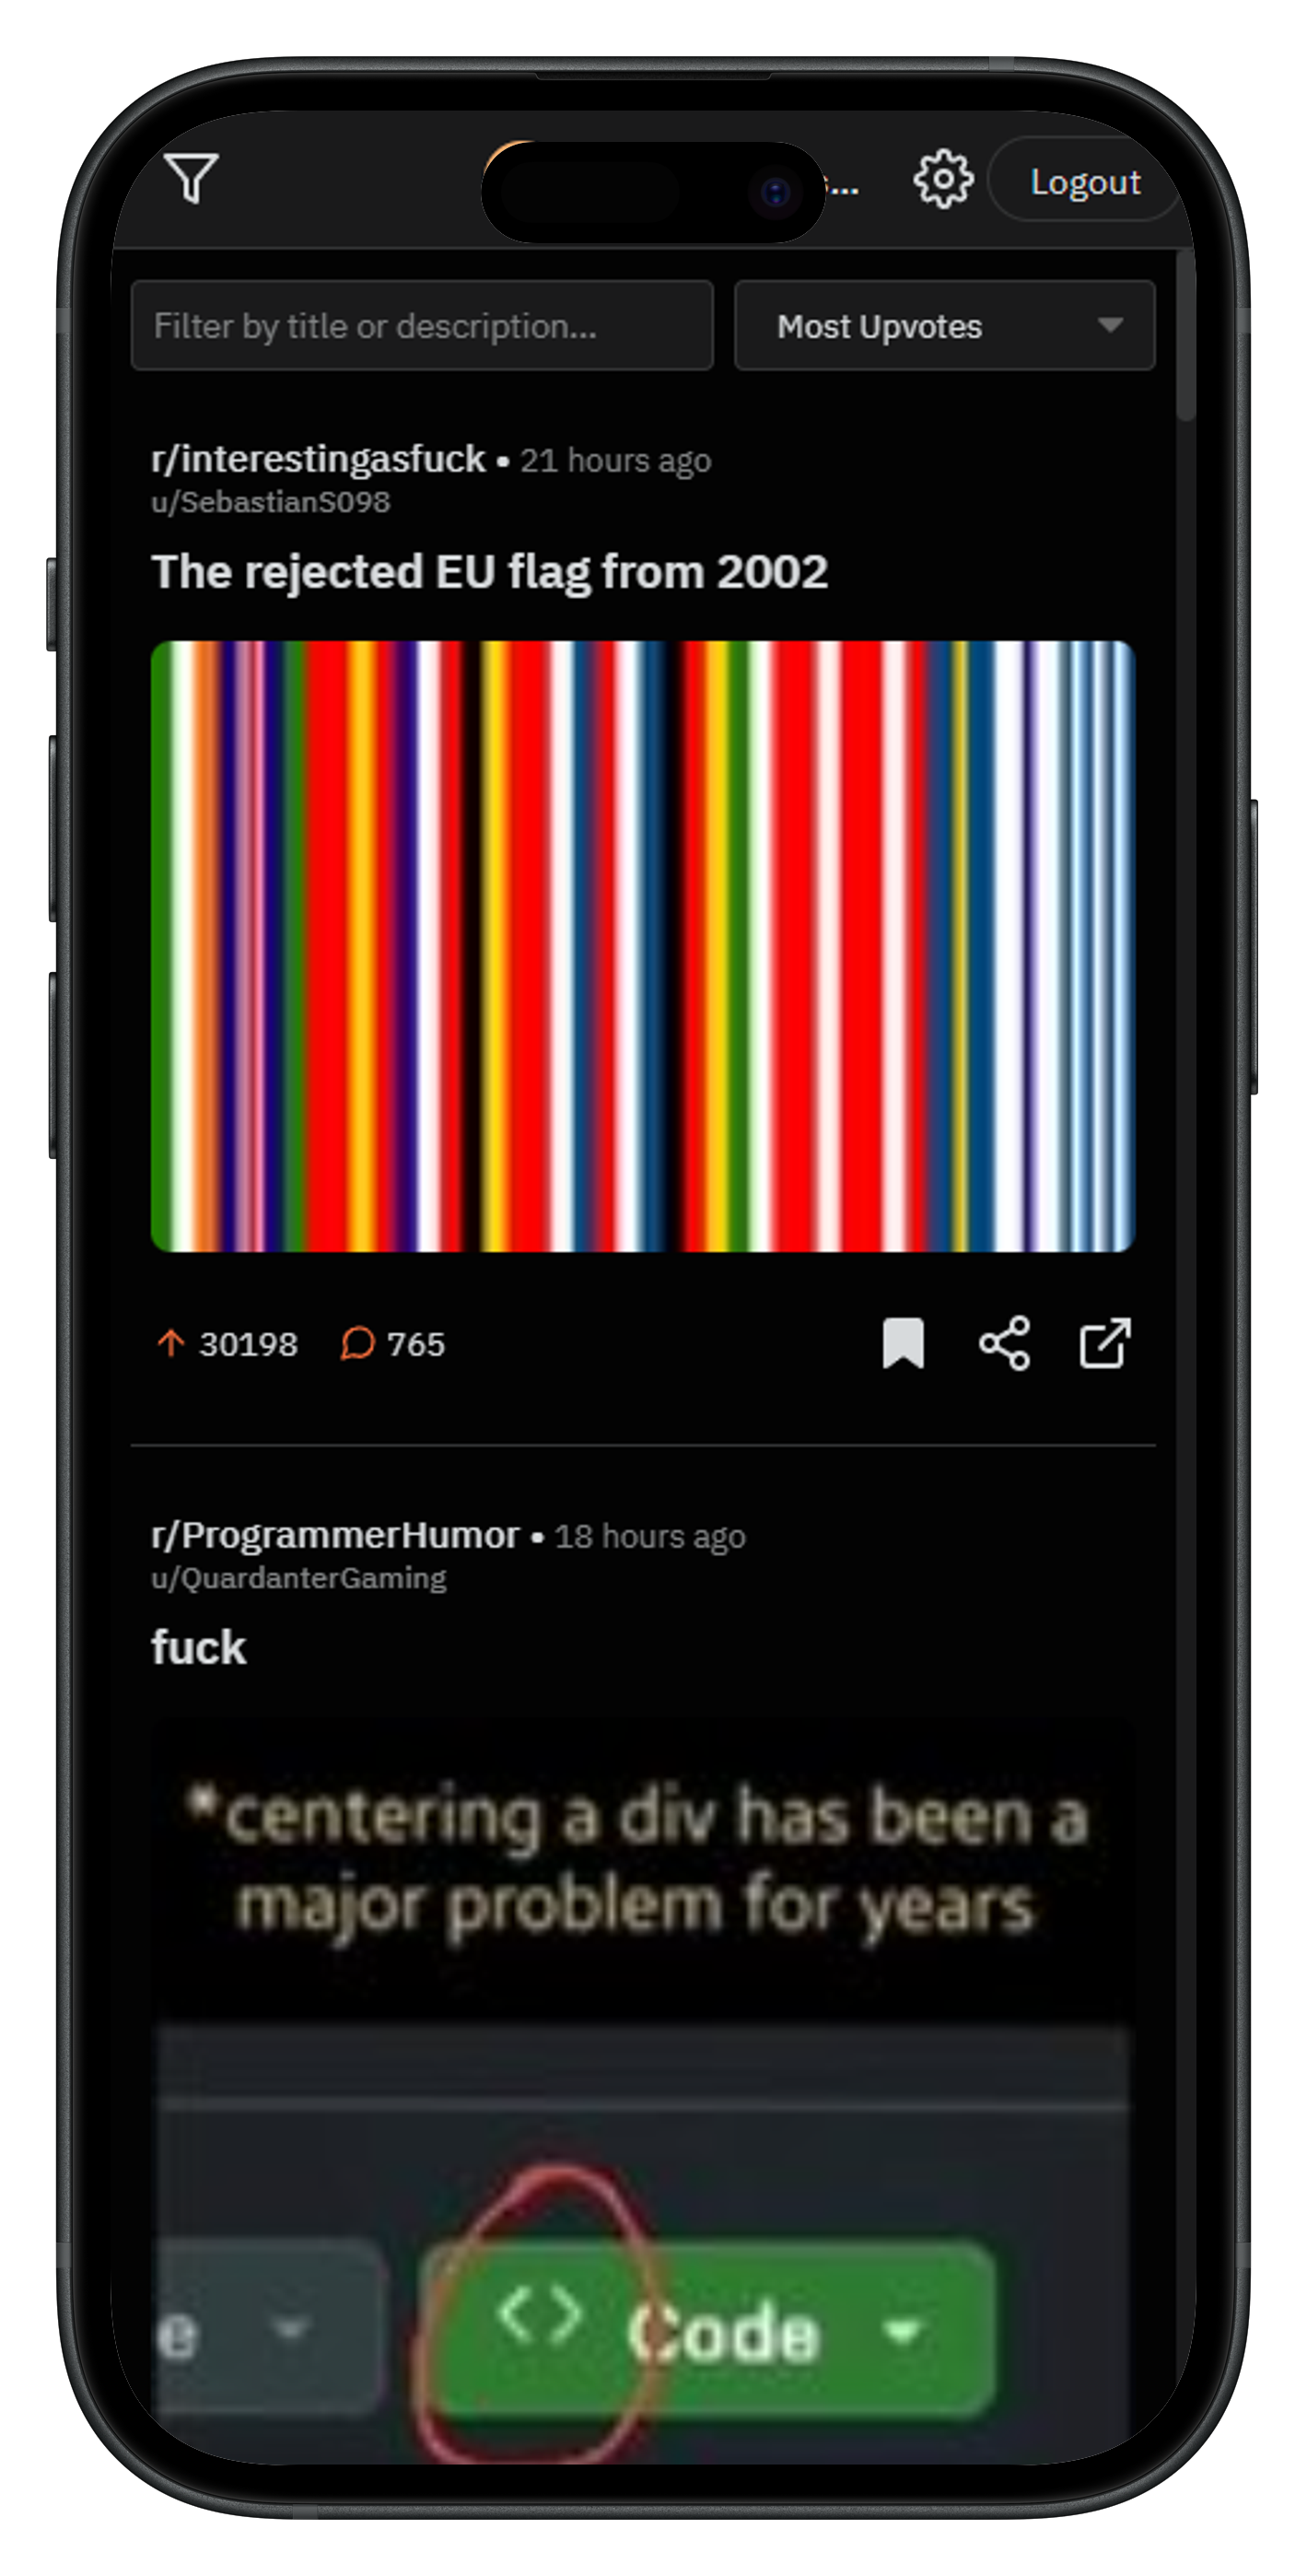 ...
Logout
Filter by title or description...
Most Upvotes
r/interestingasfuck • 21 hours ago
u/SebastianS098
The rejected EU flag from 2002
30198
765
r/ProgrammerHumor • 18 hours ago
u/QuardanterGaming
fuck
*centering a div has been a
major problem for years
e
<> Code